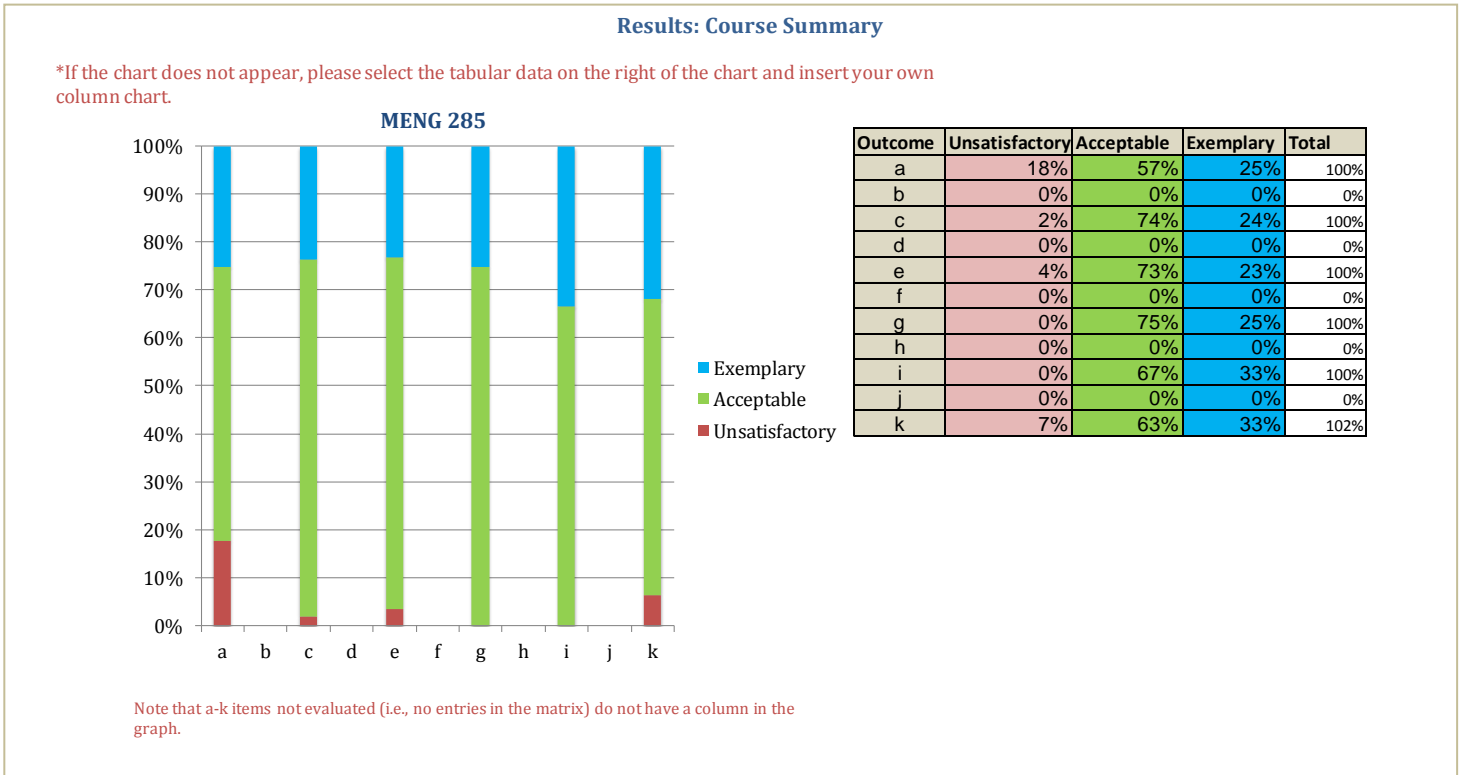 Results: Course Summary
*If the chart does not appear, please select the tabular data on the right of the chart and insert your own
column chart.
MENG 285
100%
90%
80%
70%
60%
50%
40%
30%
20%
10%
0%
a b c d e f g h i j k
Exemplary
Acceptable
Unsatisfactory
Outcome Unsatisfactory Acceptable Exemplary Total
a 18% 57% 25% 100%
b 0% 0% 0% 0%
c 2% 74% 24% 100%
d 0% 0% 0% 0%
e 4% 73% 23% 100%
f 0% 0% 0% 0%
g 0% 75% 25% 100%
h 0% 0% 0% 0%
i 0% 67% 33% 100%
j 0% 0% 0% 0%
k 7% 63% 33% 102%
Note that a-k items not evaluated (i.e., no entries in the matrix) do not have a column in the
graph.